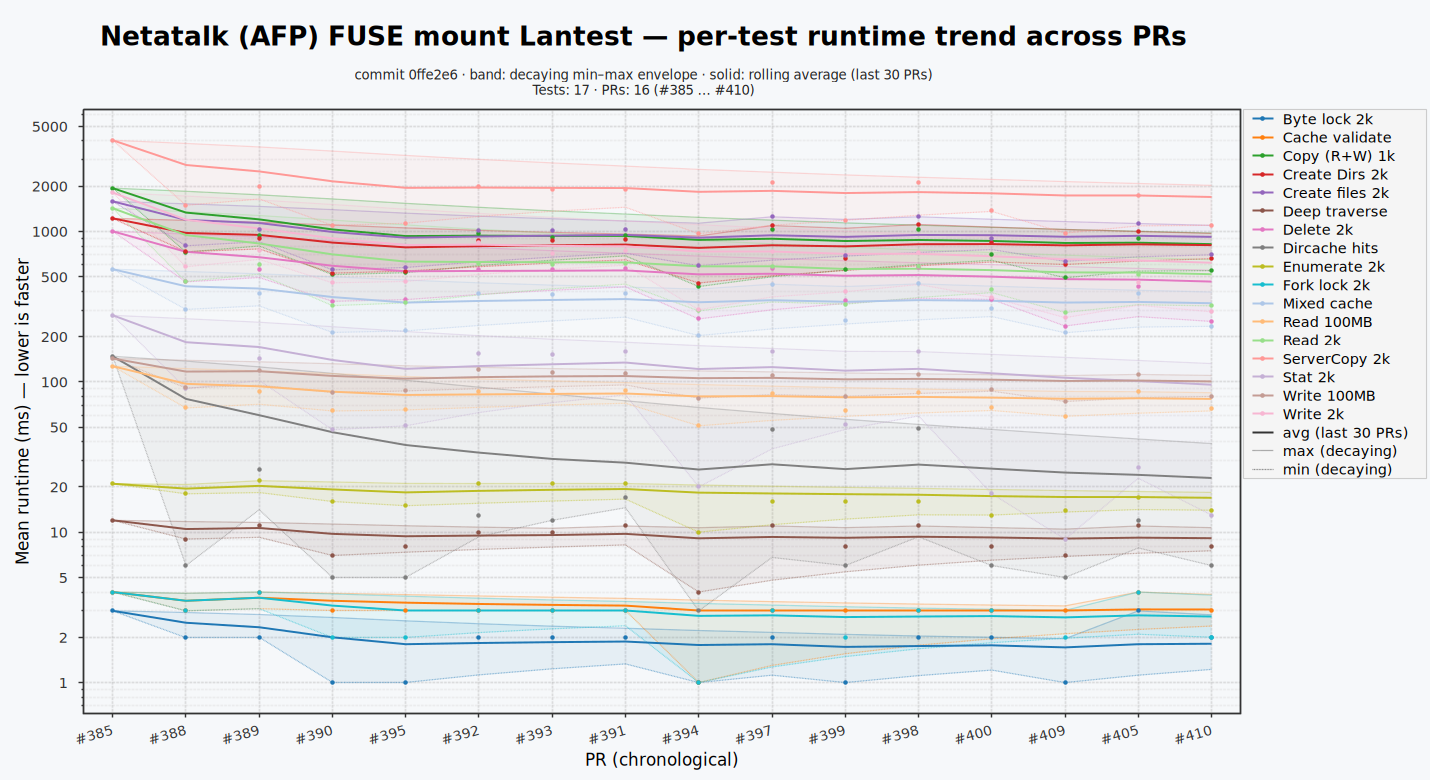 Netatalk (AFP) FUSE mount Lantest — per-test runtime trend across PRs
commit 0ffe2e6 · band: decaying min–max envelope · solid: rolling average (last 30 PRs)
Tests: 17 · PRs: 16 (#385 … #410)
Mean runtime (ms) — lower is faster
5000
2000
1000
500
200
100
50
20
10
5
2
1
#385
#388
#389
#390
#395
#392
#393
#391
#394
#397
#399
#398
#400
#409
#405
#410
PR (chronological)
Byte lock 2k
Cache validate
Copy (R+W) 1k
Create Dirs 2k
Create files 2k
Deep traverse
Delete 2k
Dircache hits
Enumerate 2k
Fork lock 2k
Mixed cache
Read 100MB
Read 2k
ServerCopy 2k
Stat 2k
Write 100MB
Write 2k
avg (last 30 PRs)
max (decaying)
min (decaying)